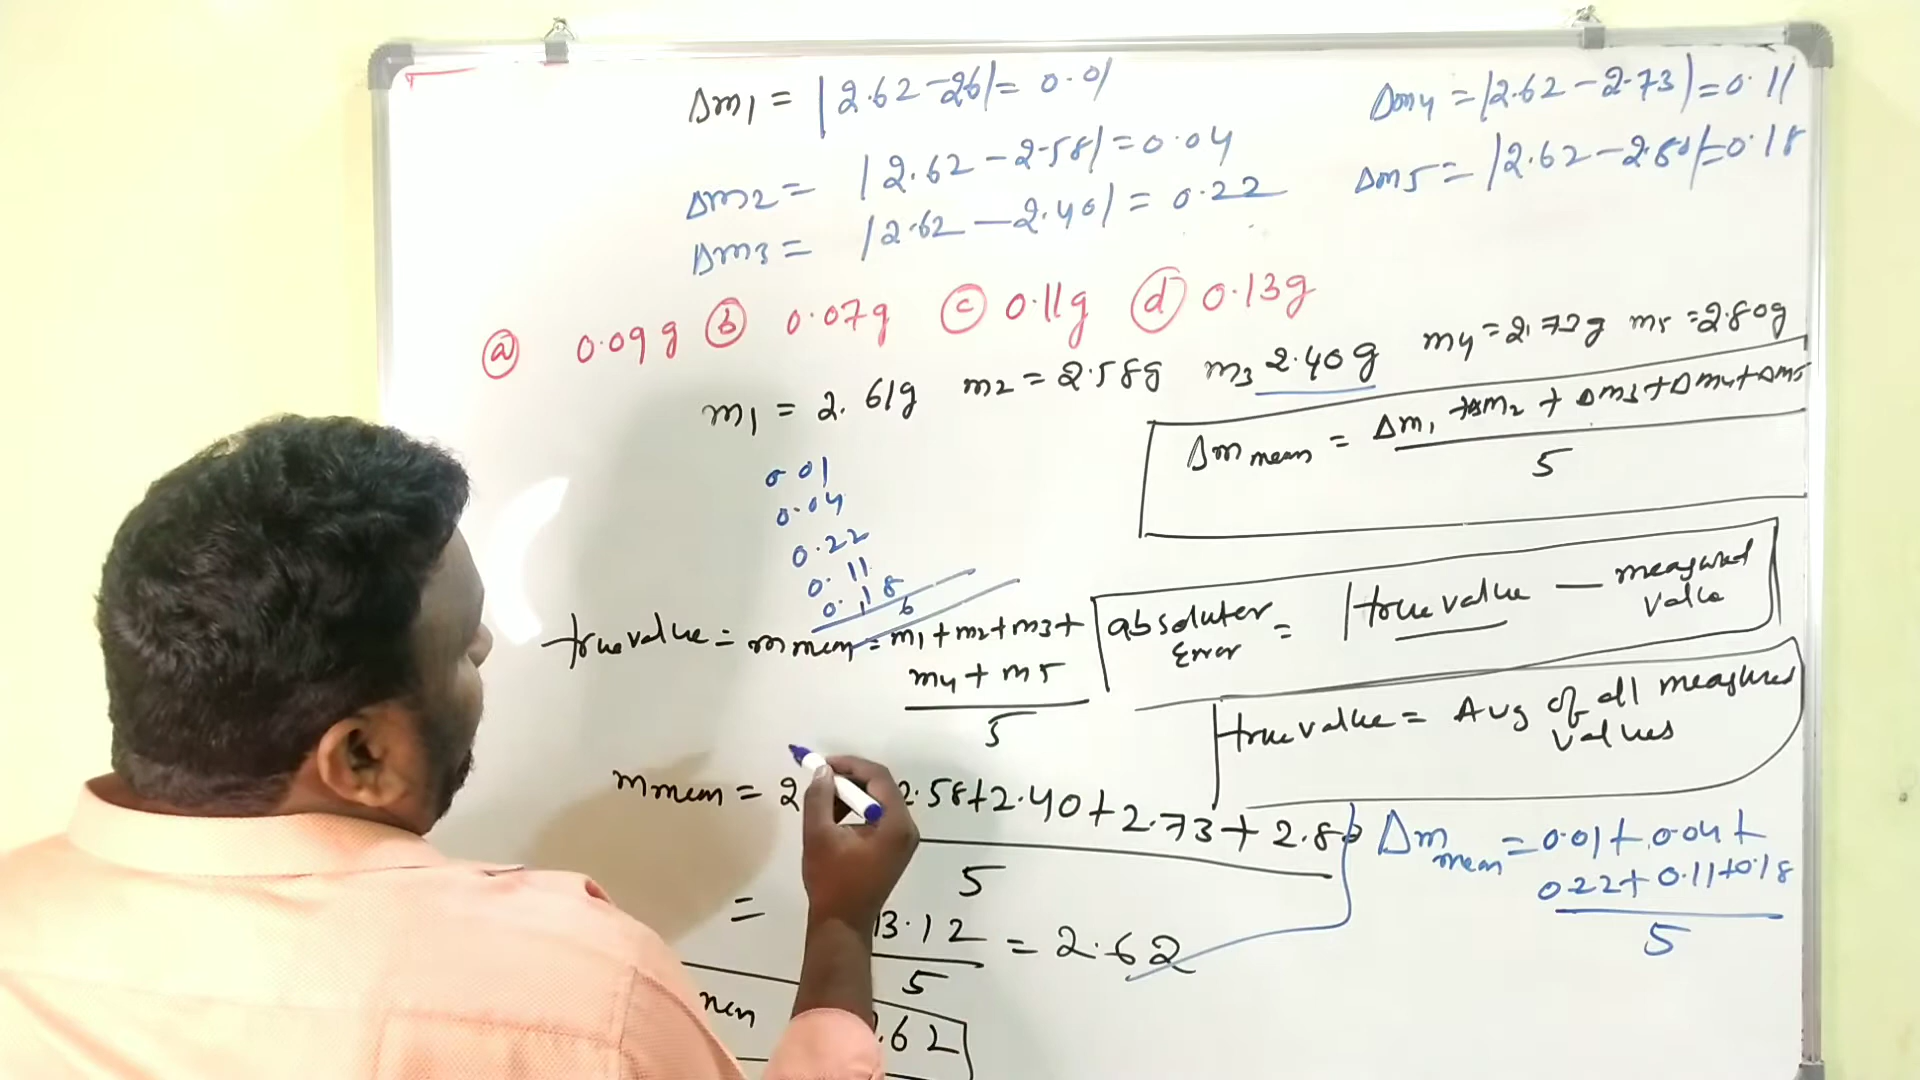 Δm1 = |2.62-26|= 0.01
Δm2 = |2.62-2.58|=0.04
Δm3 = |2.62-2.40|= 0.22
Δm4 =|2.62-2.73|=0.11
Δm5 = |2.62-2.80|=0.18
ⓐ 0.09g ⓑ 0.07g ⓒ 0.11g ⓓ 0.13g
m1 = 2.61g m2 = 2.58g m3 2.40g m4 = 2.73g m5 =2.80g
Δm mean = Δm1 + Δm2 + Δm3+Δm4+Δm5
5
0 01
0.04
0.22
0.11
0.18
6
true value = m mean = m1+m2+m3+
m4+m5
5
absoluter Error = |true value - measured value
true value = Avg of all measured values
m mean = 2 2.58+2.40+2.73+2.8
5
= 13.12 = 2.62
5
.62
Δm mean = 0.01+0.04+
0.22+0.11+0.18
5